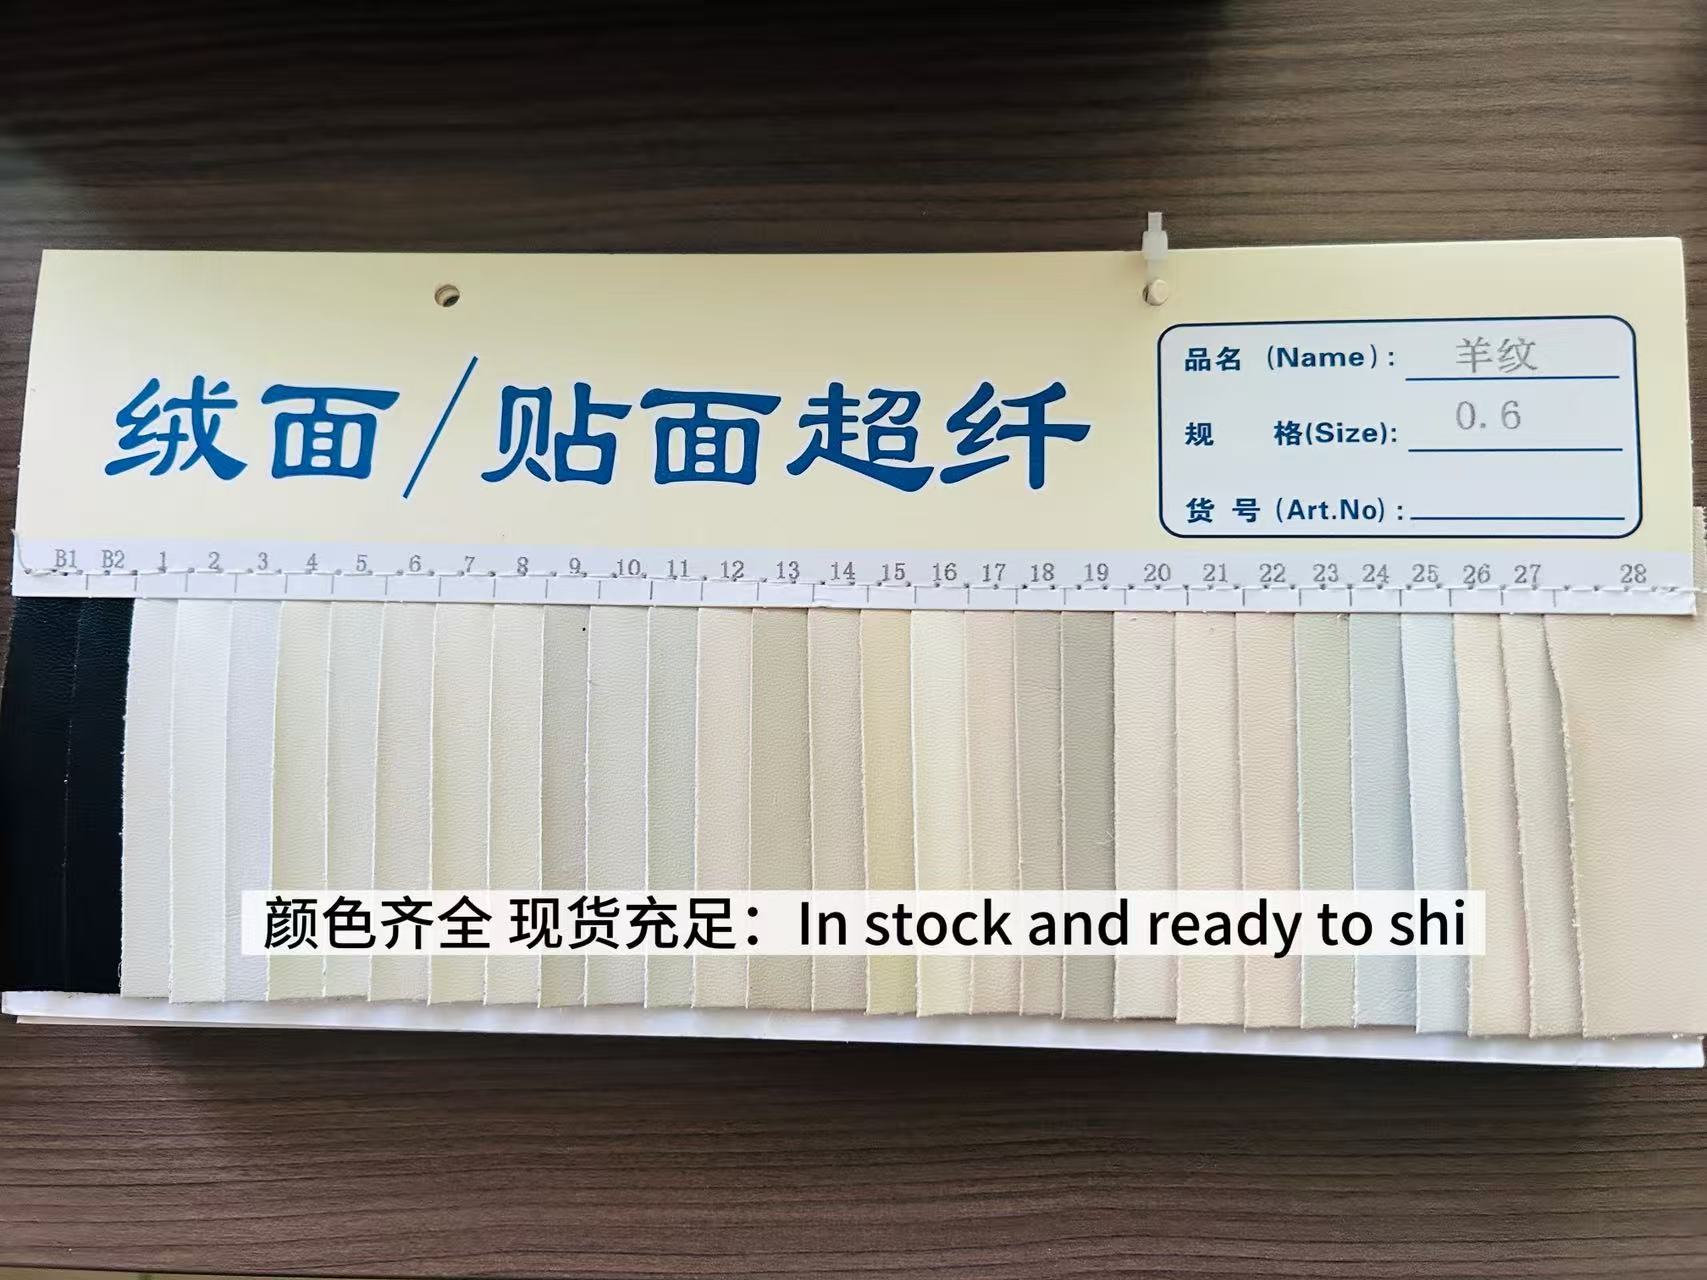 绒面/贴面超纤
品名 (Name): 羊纹
规 格(Size): 0.6
货 号 (Art.No):
B1 B2 1 2 3 4 5 6 7 8 9 10 11 12 13 14 15 16 17 18 19 20 21 22 23 24 25 26 27 28
颜色齐全 现货充足：In stock and ready to shi